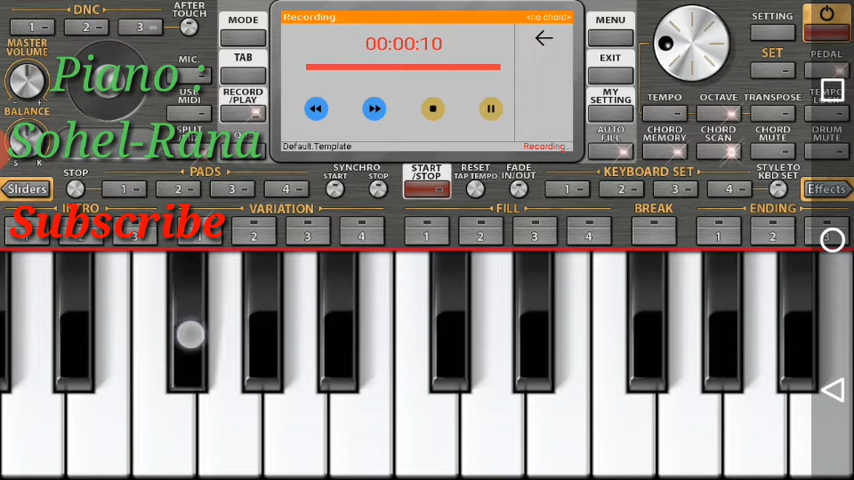 DNC
1
2
3
AFTER
TOUCH
MASTER
VOLUME
BALANCE
K
MODE
TAB
MIC.
RECORD
/PLAY
Piano :
Sohel-Rana
Subscribe
Recording...
<no chord>
00:00:10
Default.Template
Recording...
MENU
EXIT
MY
SETTING
AUTO
FILL
SETTING
SET
PEDAL
TEMPO
OCTAVE
TRANSPOSE
CHORD
MEMORY
CHORD
SCAN
CHORD
MUTE
DRUM
MUTE
STOP
PADS
SYNCHRO
START
STOP
START
/STOP
RESET
TAP TEMPO
FADE
IN/OUT
KEYBOARD SET
STYLE TO
KBD SET
Sliders
1
2
3
4
1
2
3
4
Effects
VARIATION
FILL
BREAK
ENDING
3
1
2
3
4
1
2
3
4
1
2